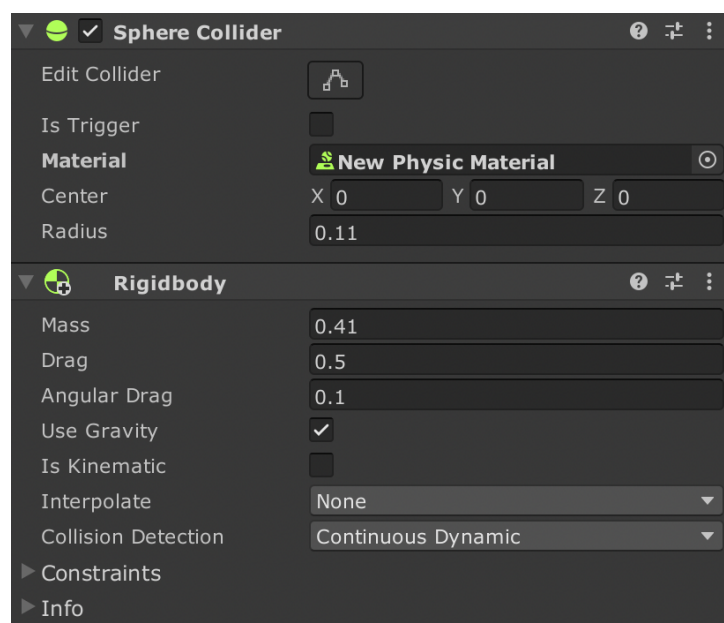 Sphere Collider
Edit Collider
Is Trigger
Material New Physic Material
Center X 0 Y 0 Z 0
Radius 0.11
Rigidbody
Mass 0.41
Drag 0.5
Angular Drag 0.1
Use Gravity
Is Kinematic
Interpolate None
Collision Detection Continuous Dynamic
Constraints
Info